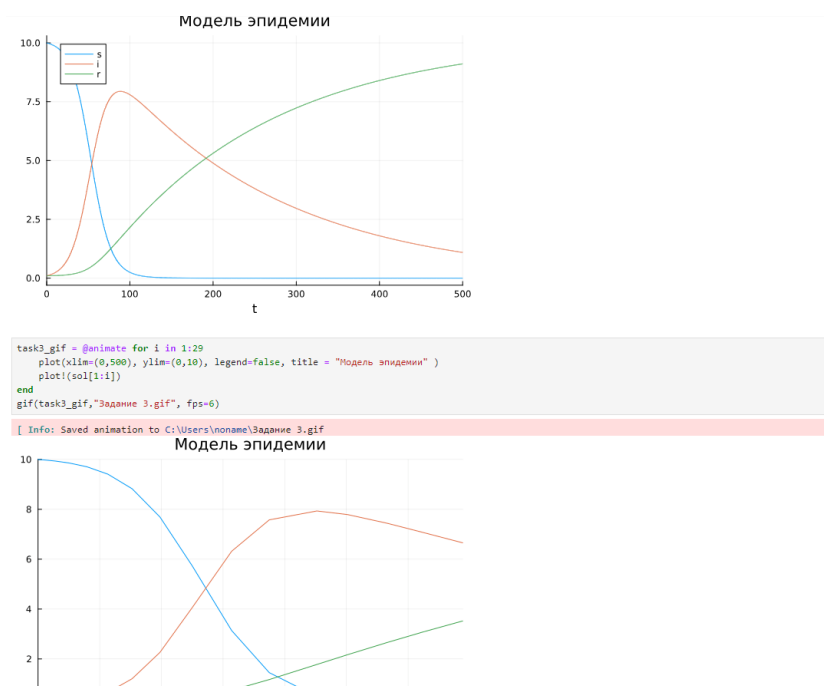 Модель эпидемии
10.0
s
i
r
7.5
5.0
2.5
0.0
0 100 200 300 400 500
t
task3_gif = @animate for i in 1:29
    plot(xlim=(0,500), ylim=(0,10), legend=false, title = "Модель эпидемии" )
    plot!(sol[1:i])
end
gif(task3_gif,"Задание 3.gif", fps=6)
[ Info: Saved animation to C:\Users\noname\Задание 3.gif
Модель эпидемии
10
8
6
4
2